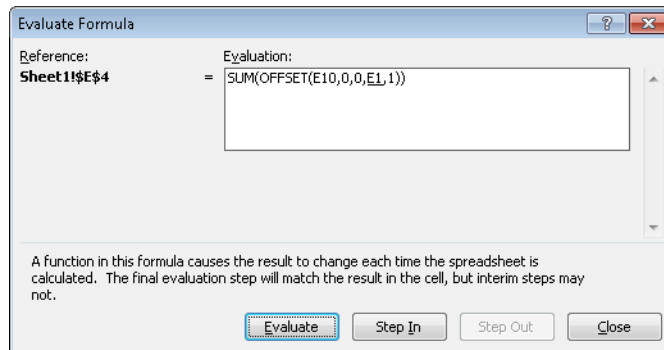 Evaluate Formula
Reference:
Evaluation:
Sheet1!$E$4
= SUM(OFFSET(E10,0,0,E1,1))
A function in this formula causes the result to change each time the spreadsheet is
calculated. The final evaluation step will match the result in the cell, but interim steps may
not.
Evaluate
Step In
Step Out
Close